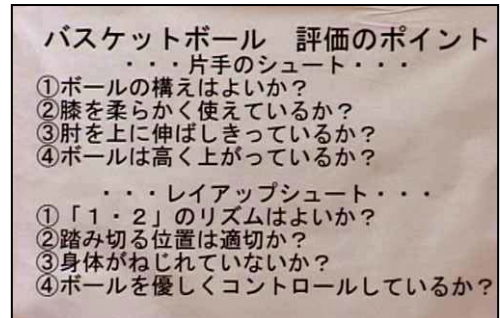 バスケットボール　評価のポイント
・・・片手のシュート・・・
①ボールの構えはよいか？
②膝を柔らかく使えているか？
③肘を上に伸ばしきっているか？
④ボールは高く上がっているか？
・・・レイアップシュート・・・
①「１・２」のリズムはよいか？
②踏み切る位置は適切か？
③身体がねじれていないか？
④ボールを優しくコントロールしているか？